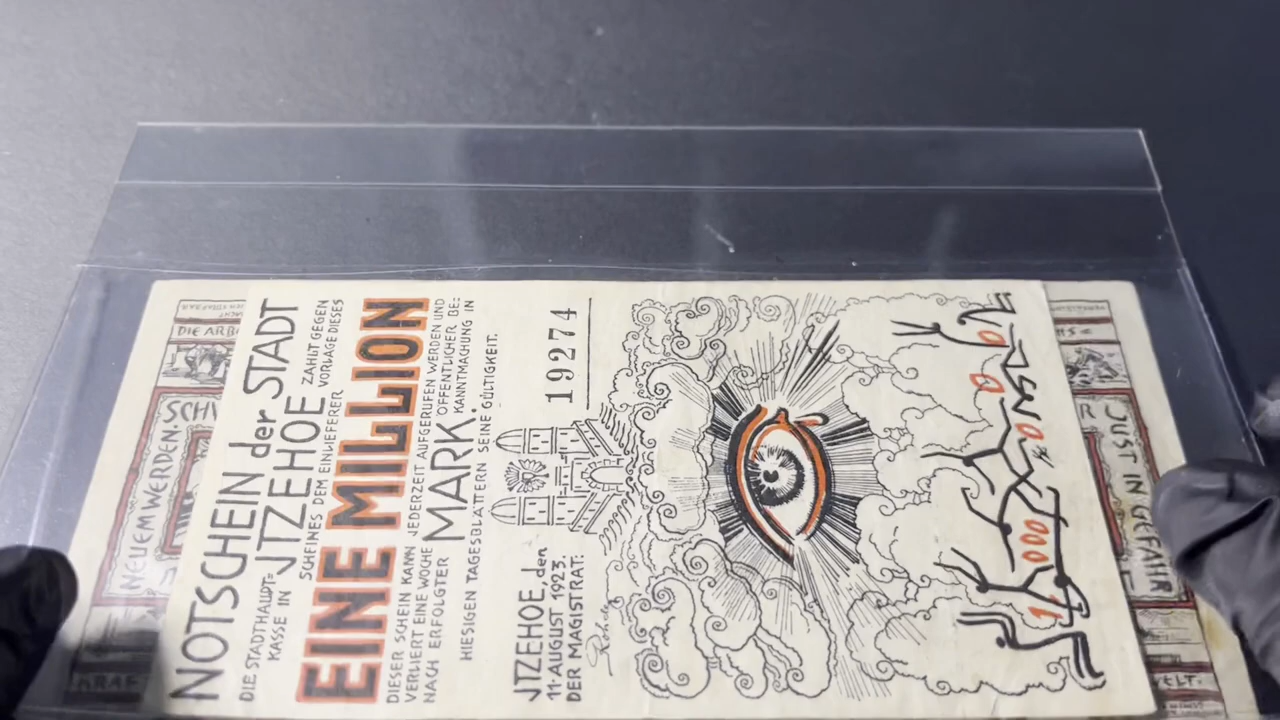 NOTSCHEIN der STADT
DIE STADTHAUPT=
KASSE IN JTZEHOE ZAHLT GEGEN
SCHEINES DEM EINLIEFERER VORLAGE DIESES
EINE MILLION
DIESER SCHEIN KANN JEDERZEIT AUFGERUFEN WERDEN UND
VERLIERT EINE WOCHE MARK. ÖFFENTLICHER BE=
NACH ERFOLGTER KANNTMACHUNG IN
HIESIGEN TAGESBLÄTTERN SEINE GÜLTIGKEIT.
19274
JTZEHOE, den
11. AUGUST 1923.
DER MAGISTRAT:
NEUEM WERDEN.
DIE ARB
SCHW
KRAF
JUST IN GEFAHR
WELT.